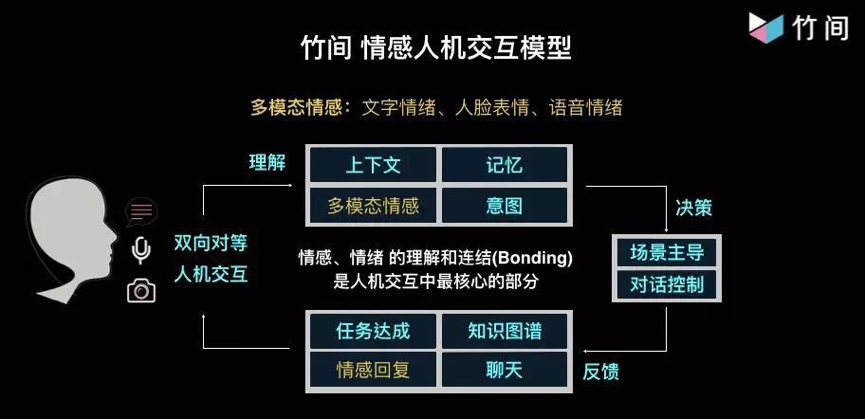 竹间
竹间 情感人机交互模型
多模态情感：文字情绪、人脸表情、语音情绪
理解
上下文
记忆
多模态情感
意图
决策
双向对等
人机交互
情感、情绪 的理解和连结(Bonding)
是人机交互中最核心的部分
场景主导
对话控制
任务达成
知识图谱
情感回复
聊天
反馈